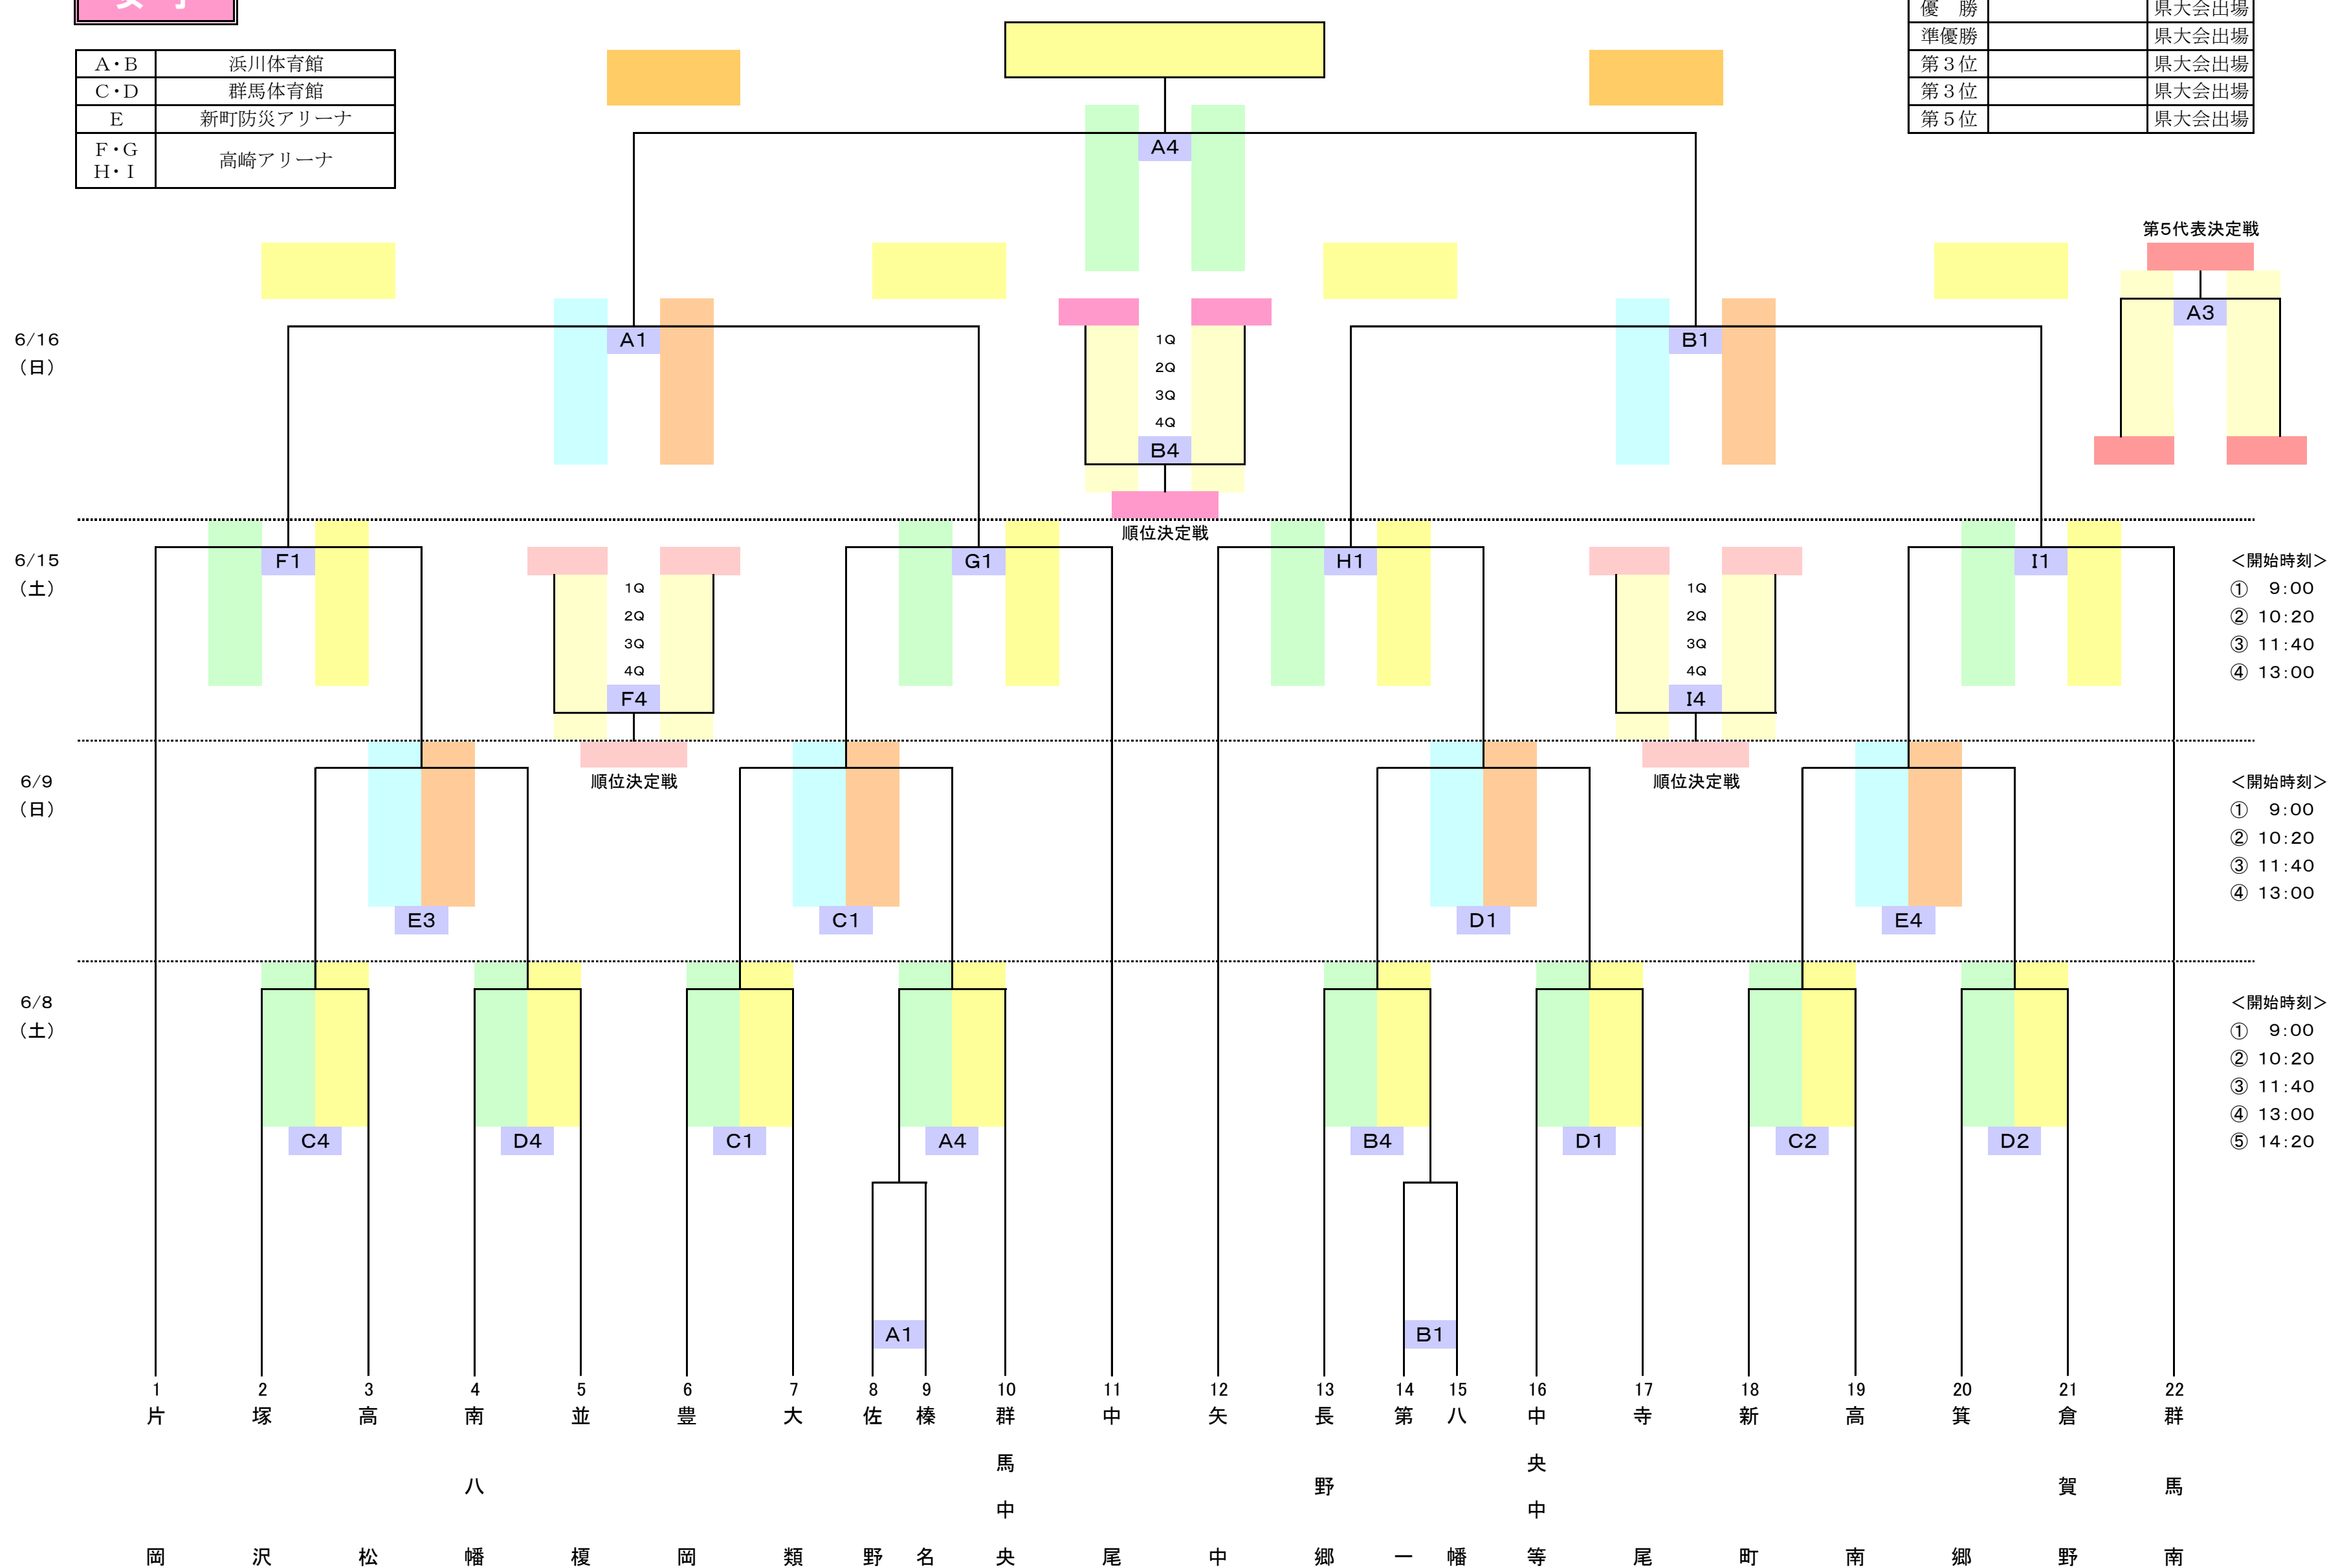 女子
A・B 浜川体育館
C・D 群馬体育館
E 新町防災アリーナ
F・G
H・I 高崎アリーナ
優　勝 県大会出場
準優勝 県大会出場
第３位 県大会出場
第３位 県大会出場
第５位 県大会出場
A4
第5代表決定戦
A3
6/16
（日）
A1
1Q
2Q
3Q
4Q
B4
順位決定戦
B1
6/15
（土）
F1
1Q
2Q
3Q
4Q
F4
順位決定戦
G1
H1
1Q
2Q
3Q
4Q
I4
順位決定戦
I1
＜開始時刻＞
① 9:00
② 10:20
③ 11:40
④ 13:00
6/9
（日）
E3
C1
D1
E4
＜開始時刻＞
① 9:00
② 10:20
③ 11:40
④ 13:00
6/8
（土）
C4
D4
C1
A4
B4
D1
C2
D2
＜開始時刻＞
① 9:00
② 10:20
③ 11:40
④ 13:00
⑤ 14:20
A1
B1
1 片岡
2 塚沢
3 高松
4 南八幡
5 並榎
6 豊岡
7 大類
8 佐野
9 榛名
10 群馬中央
11 中尾
12 矢中
13 長野郷
14 第一
15 八幡
16 中央中等
17 寺尾
18 新町
19 高南
20 箕郷
21 倉賀野
22 群馬南